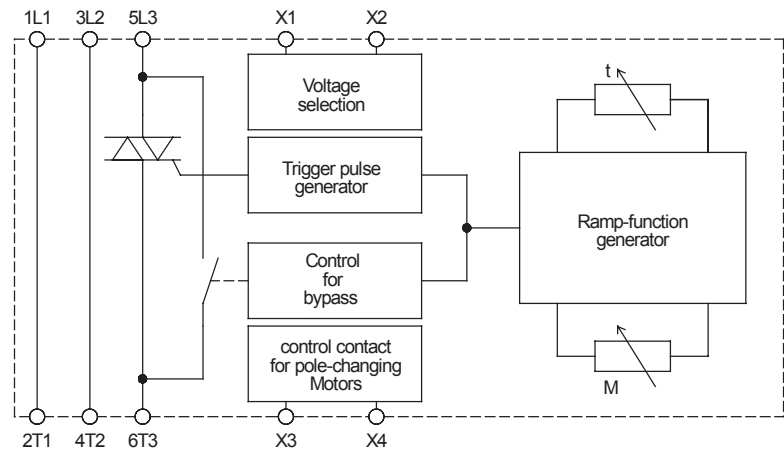 1L1 3L2 5L3 X1 X2
Voltage
selection
t
Trigger pulse
generator
Ramp-function
generator
Control
for
bypass
control contact
for pole-changing
Motors
M
2T1 4T2 6T3 X3 X4